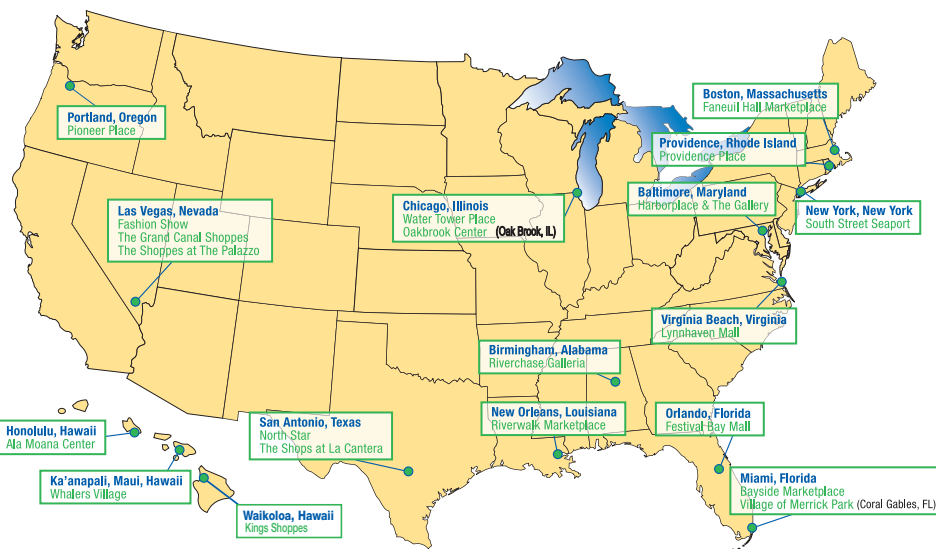 Boston, Massachusetts
Faneuil Hall Marketplace
Portland, Oregon
Pioneer Place
Providence, Rhode Island
Providence Place
Baltimore, Maryland
Harborplace & The Gallery
Chicago, Illinois
Water Tower Place
Oakbrook Center (Oak Brook, IL)
New York, New York
South Street Seaport
Las Vegas, Nevada
Fashion Show
The Grand Canal Shoppes
The Shoppes at The Palazzo
Virginia Beach, Virginia
Lynnhaven Mall
Birmingham, Alabama
Riverchase Galleria
New Orleans, Louisiana
Riverwalk Marketplace
Orlando, Florida
Festival Bay Mall
San Antonio, Texas
North Star
The Shops at La Cantera
Honolulu, Hawaii
Ala Moana Center
Ka'anapali, Maui, Hawaii
Whalers Village
Miami, Florida
Bayside Marketplace
Village of Merrick Park (Coral Gables, FL)
Waikoloa, Hawaii
Kings Shoppes